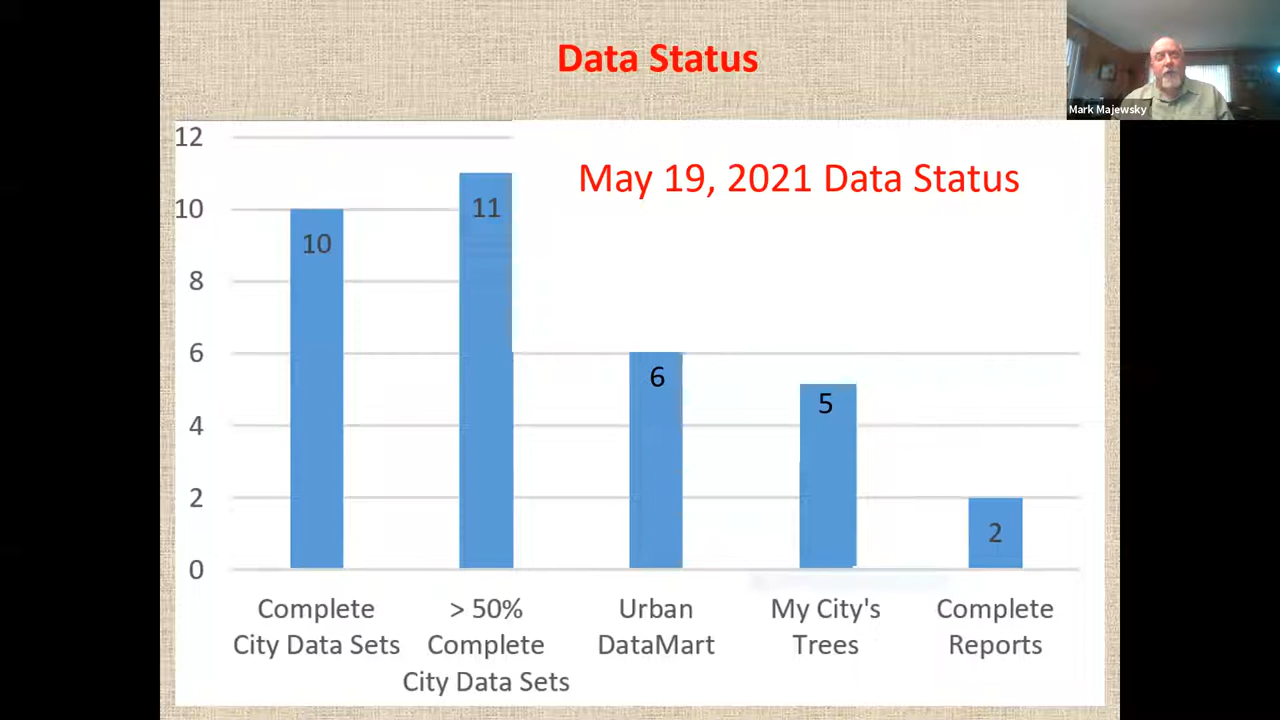 Data Status
Mark Majewsky
May 19, 2021 Data Status
12
10
8
6
4
2
0
10
11
6
5
2
Complete
City Data Sets
> 50%
Complete
City Data Sets
Urban
DataMart
My City's
Trees
Complete
Reports